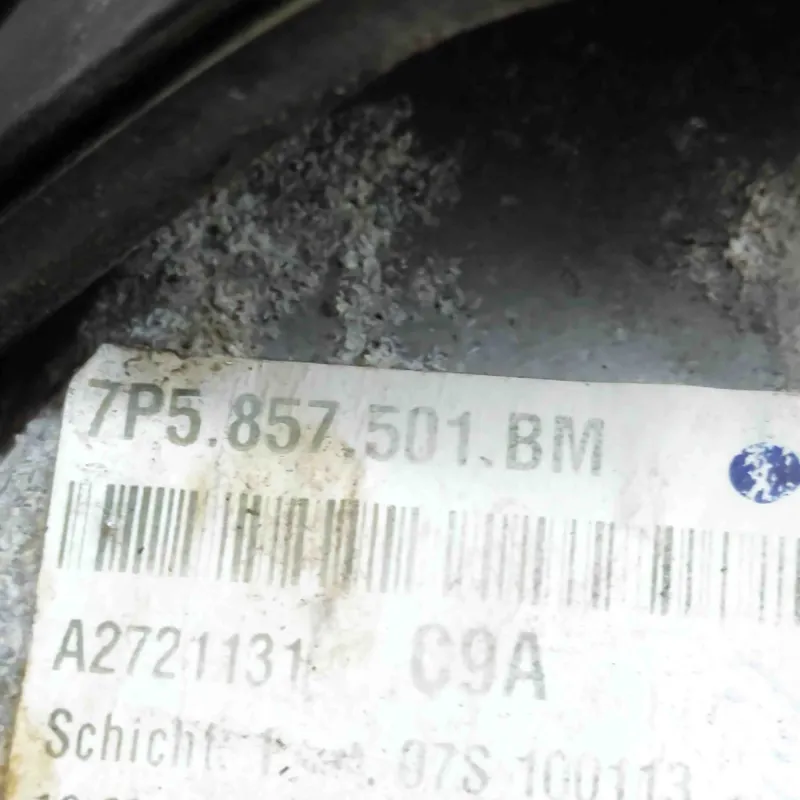 7P5.857.501.BM
A2721131 C9A
Schicht: 07S 100113